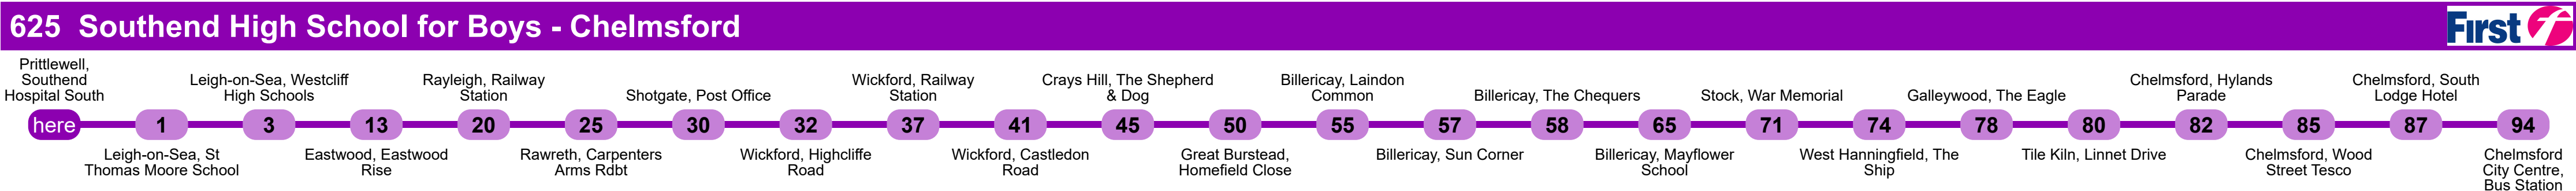 625 Southend High School for Boys - Chelmsford
First
Prittlewell,
Southend
Hospital South
here
1
Leigh-on-Sea, St
Thomas Moore School
Leigh-on-Sea, Westcliff
High Schools
3
13
Eastwood, Eastwood
Rise
Rayleigh, Railway
Station
20
25
Rawreth, Carpenters
Arms Rdbt
Shotgate, Post Office
30
32
Wickford, Highcliffe
Road
Wickford, Railway
Station
37
41
Wickford, Castledon
Road
Crays Hill, The Shepherd
& Dog
45
50
Great Burstead,
Homefield Close
Billericay, Laindon
Common
55
57
Billericay, Sun Corner
Billericay, The Chequers
58
65
Billericay, Mayflower
School
Stock, War Memorial
71
74
West Hanningfield, The
Ship
Galleywood, The Eagle
78
80
Tile Kiln, Linnet Drive
Chelmsford, Hylands
Parade
82
85
Chelmsford, Wood
Street Tesco
Chelmsford, South
Lodge Hotel
87
94
Chelmsford
City Centre,
Bus Station